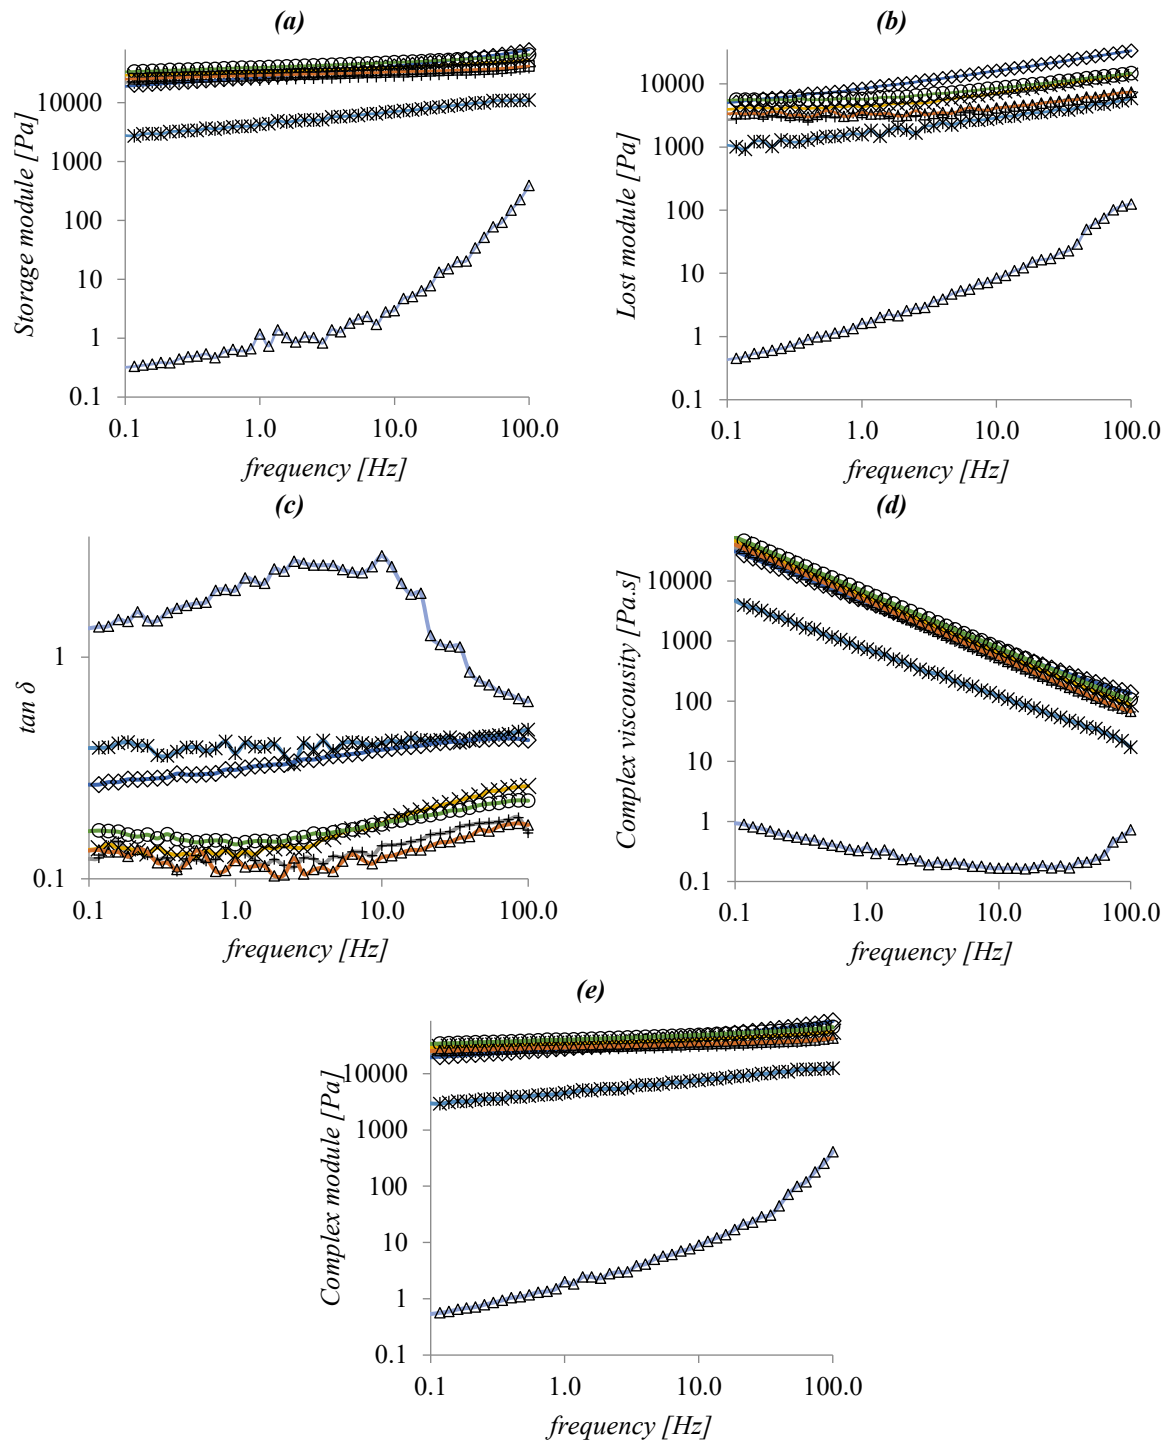 (a)
Storage module [Pa]
10000
1000
100
10
1
0.1
0.1 1.0 10.0 100.0
frequency [Hz]
(b)
Lost module [Pa]
10000
1000
100
10
1
0.1
0.1 1.0 10.0 100.0
frequency [Hz]
(c)
tan δ
1
0.1
0.1 1.0 10.0 100.0
frequency [Hz]
(d)
Complex viscousity [Pa.s]
10000
1000
100
10
1
0.1
0.1 1.0 10.0 100.0
frequency [Hz]
(e)
Complex module [Pa]
10000
1000
100
10
1
0.1
0.1 1.0 10.0 100.0
frequency [Hz]